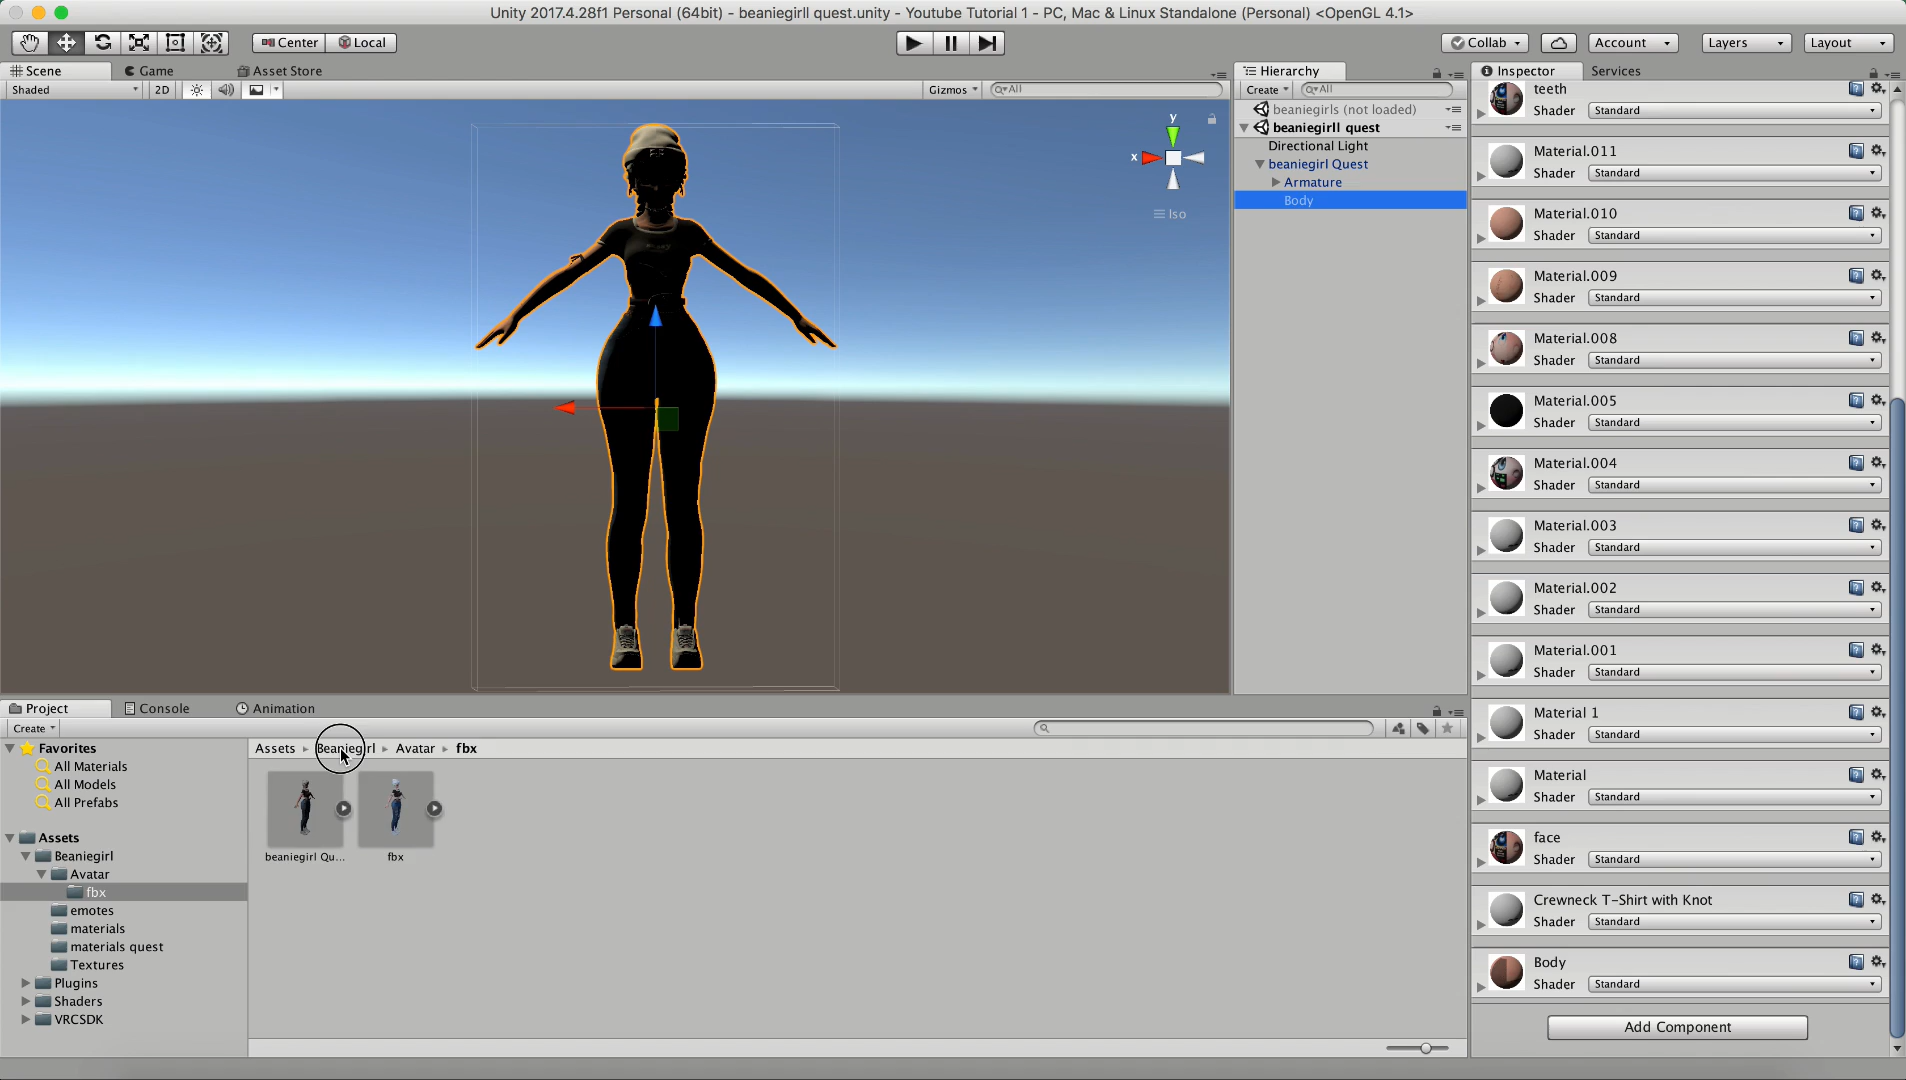 Unity 2017.4.28f1 Personal (64bit) - beaniegirll quest.unity - Youtube Tutorial 1 - PC, Mac & Linux Standalone (Personal) <OpenGL 4.1>
Center Local Collab Account Layers Layout
Scene Game Asset Store
Shaded 2D Gizmos All
y
x
Iso
Hierarchy
Create All
beaniegirls (not loaded)
beaniegirll quest
Directional Light
beaniegirl Quest
Armature
Body
Inspector Services
teeth
Shader Standard
Material.011
Shader Standard
Material.010
Shader Standard
Material.009
Shader Standard
Material.008
Shader Standard
Material.005
Shader Standard
Material.004
Shader Standard
Material.003
Shader Standard
Material.002
Shader Standard
Material.001
Shader Standard
Material 1
Shader Standard
Material
Shader Standard
face
Shader Standard
Crewneck T-Shirt with Knot
Shader Standard
Body
Shader Standard
Add Component
Project Console Animation
Create
Favorites
All Materials
All Models
All Prefabs
Assets
Beaniegirl
Avatar
fbx
emotes
materials
materials quest
Textures
Plugins
Shaders
VRCSDK
Assets Beaniegirl Avatar fbx
beaniegirl Qu... fbx